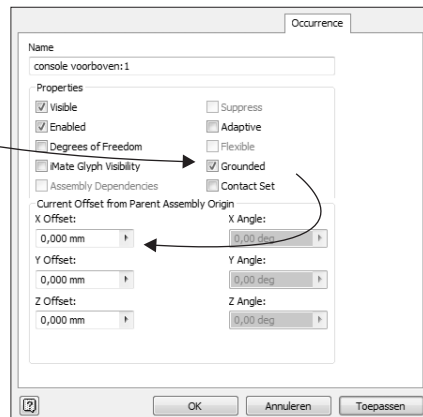 Occurrence
Name
console voorboven:1
Properties
Visible Suppress
Enabled Adaptive
Degrees of Freedom Flexible
iMate Glyph Visibility Grounded
Assembly Dependencies Contact Set
Current Offset from Parent Assembly Origin
X Offset: X Angle:
0,000 mm 0,00 deg
Y Offset: Y Angle:
0,000 mm 0,00 deg
Z Offset: Z Angle:
0,000 mm 0,00 deg
? OK Annuleren Toepassen